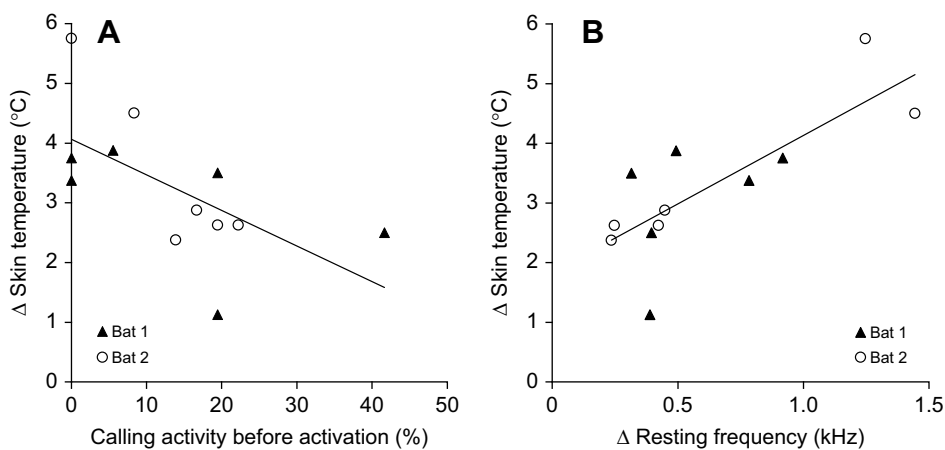 A
6
5
4
3
2
1
0
Δ Skin temperature (°C)
Bat 1
Bat 2
0 10 20 30 40 50
Calling activity before activation (%)
B
6
5
4
3
2
1
0
Δ Skin temperature (°C)
Bat 1
Bat 2
0 0.5 1.0 1.5
Δ Resting frequency (kHz)